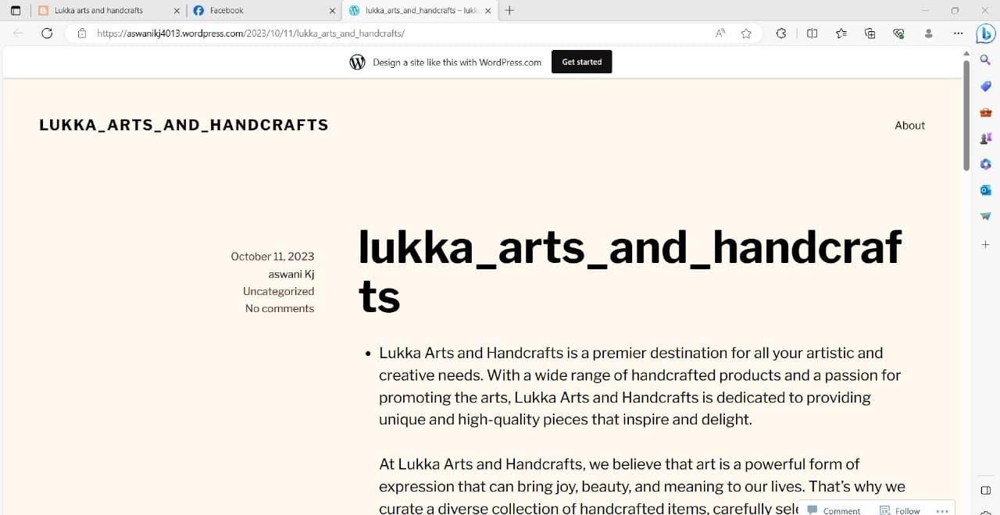 Lukka arts and handcrafts
Facebook
lukka_arts_and_handcrafts – lukk
https://aswanikj4013.wordpress.com/2023/10/11/lukka_arts_and_handcrafts/
Design a site like this with WordPress.com
Get started
LUKKA_ARTS_AND_HANDCRAFTS
About
October 11, 2023
aswani Kj
Uncategorized
No comments
lukka_arts_and_handcraf
ts
• Lukka Arts and Handcrafts is a premier destination for all your artistic and
creative needs. With a wide range of handcrafted products and a passion for
promoting the arts, Lukka Arts and Handcrafts is dedicated to providing
unique and high-quality pieces that inspire and delight.
At Lukka Arts and Handcrafts, we believe that art is a powerful form of
expression that can bring joy, beauty, and meaning to our lives. That’s why we
curate a diverse collection of handcrafted items, carefully sele
Comment
Follow